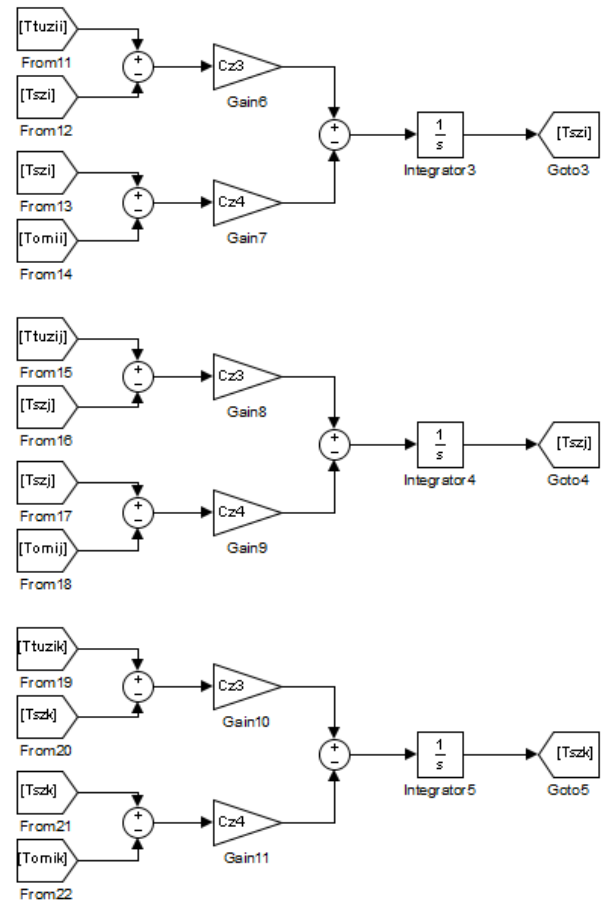 [Ttuzii]
From11
[Tszi]
From12
+
−
Cz3
Gain6
[Tszi]
From13
[Tomii]
From14
+
−
Cz4
Gain7
+
−
1
s
Integrator3
[Tszi]
Goto3
[Ttuzij]
From15
[Tszj]
From16
+
−
Cz3
Gain8
[Tszj]
From17
[Tomij]
From18
+
−
Cz4
Gain9
+
−
1
s
Integrator4
[Tszj]
Goto4
[Ttuzik]
From19
[Tszk]
From20
+
−
Cz3
Gain10
[Tszk]
From21
[Tomik]
From22
+
−
Cz4
Gain11
+
−
1
s
Integrator5
[Tszk]
Goto5